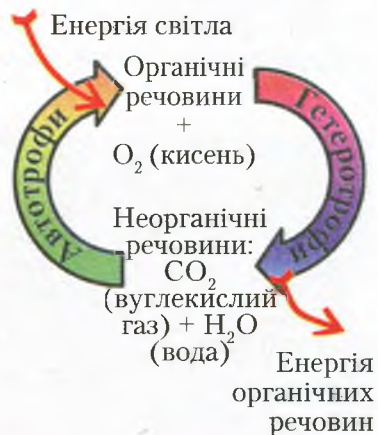 Енергія світла
Органічні
речовини
+
O₂ (кисень)
Автотрофи
Гетеротрофи
Неорганічні
речовини:
CO₂
(вуглекислий
газ) + H₂O
(вода)
Енергія
органічних
речовин